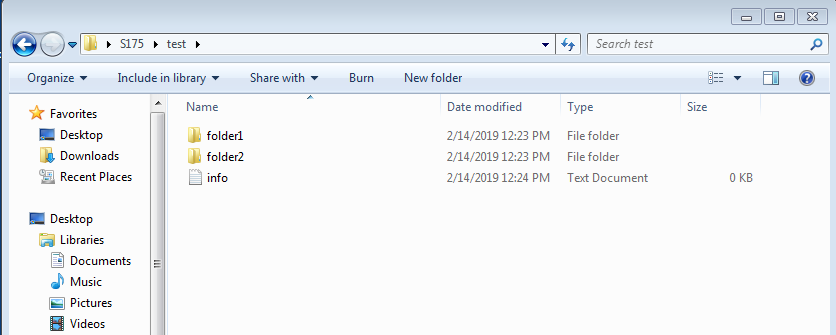 S175 test
Search test
Organize Include in library Share with Burn New folder
Favorites
Desktop
Downloads
Recent Places
Desktop
Libraries
Documents
Music
Pictures
Videos
Name Date modified Type Size
folder1 2/14/2019 12:23 PM File folder
folder2 2/14/2019 12:23 PM File folder
info 2/14/2019 12:24 PM Text Document 0 KB